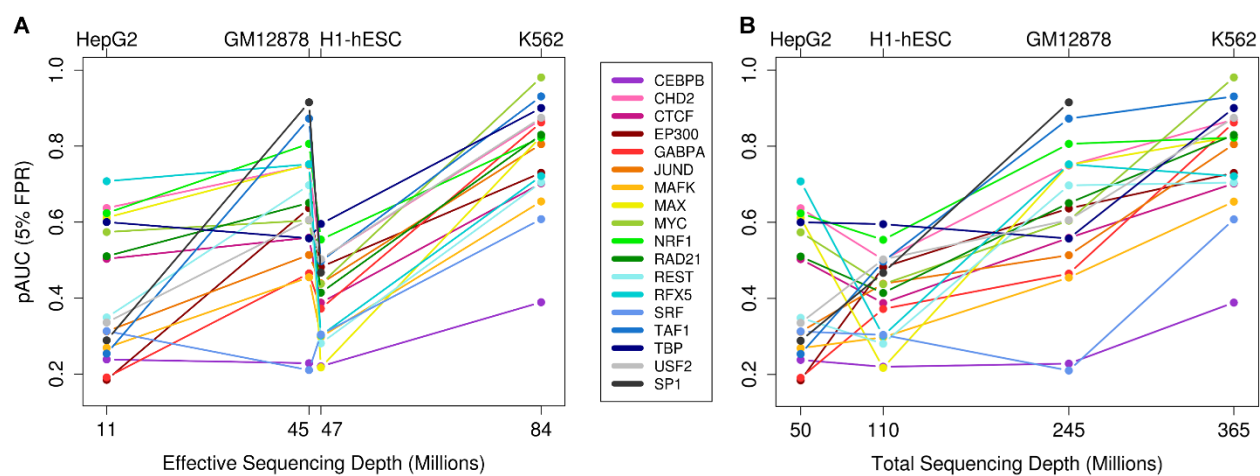 A
HepG2 GM12878 H1-hESC K562
pAUC (5% FPR)
1.0
0.8
0.6
0.4
0.2
11 45 47 84
Effective Sequencing Depth (Millions)
CEBPB
CHD2
CTCF
EP300
GABPA
JUND
MAFK
MAX
MYC
NRF1
RAD21
REST
RFX5
SRF
TAF1
TBP
USF2
SP1
B
HepG2 H1-hESC GM12878 K562
1.0
0.8
0.6
0.4
0.2
50 110 245 365
Total Sequencing Depth (Millions)